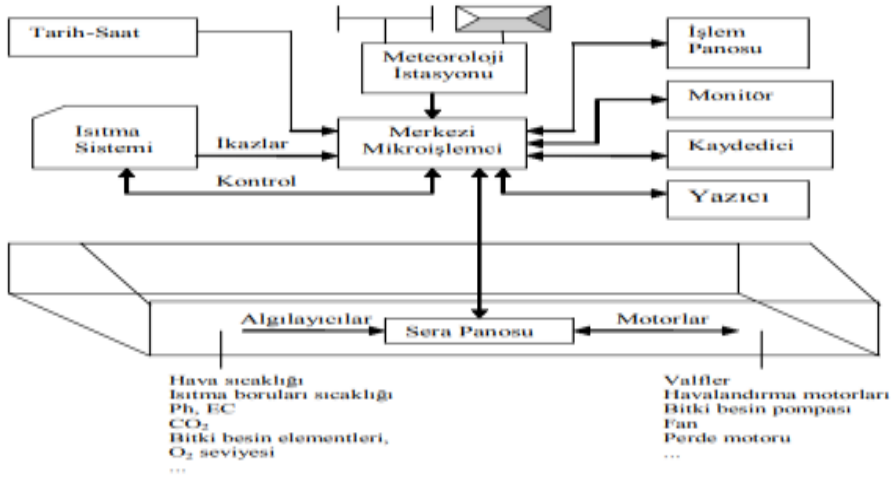 Tarih-Saat
Meteoroloji
İstasyonu
İşlem
Panosu
Monitör
Isıtma
Sistemi
İkazlar
Merkezi
Mikroişlemci
Kaydedici
Kontrol
Yazıcı
Algılayıcılar
Sera Panosu
Motorlar
Hava sıcaklığı
Isıtma boruları sıcaklığı
Ph, EC
CO₂
Bitki besin elementleri,
O₂ seviyesi
...
Valfler
Havalandırma motorları
Bitki besin pompası
Fan
Perde motoru
...